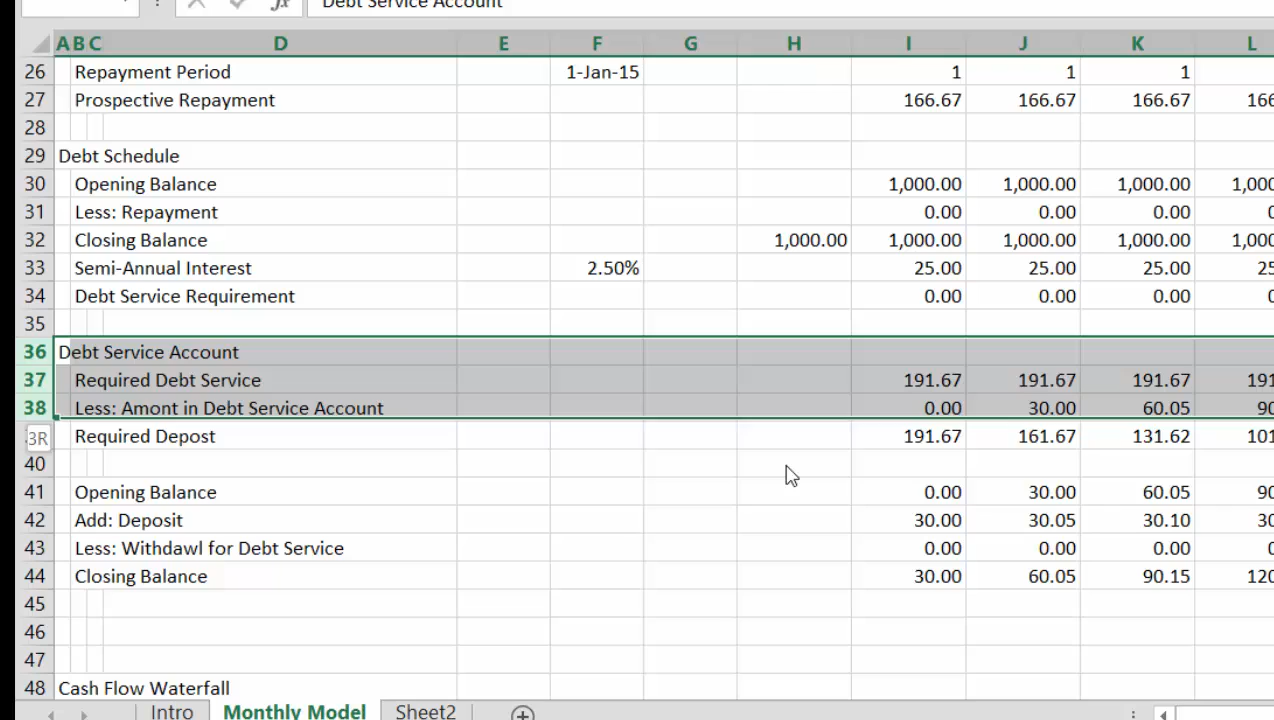 fx Debt Service Account
A B C D E F G H I J K L
26 Repayment Period 1-Jan-15 1 1 1
27 Prospective Repayment 166.67 166.67 166.67 166
28
29 Debt Schedule
30 Opening Balance 1,000.00 1,000.00 1,000.00 1,000
31 Less: Repayment 0.00 0.00 0.00 0
32 Closing Balance 1,000.00 1,000.00 1,000.00 1,000.00 1,000
33 Semi-Annual Interest 2.50% 25.00 25.00 25.00 25
34 Debt Service Requirement 0.00 0.00 0.00 0
35
36 Debt Service Account
37 Required Debt Service 191.67 191.67 191.67 191
38 Less: Amont in Debt Service Account 0.00 30.00 60.05 90
3R Required Depost 191.67 161.67 131.62 101
40
41 Opening Balance 0.00 30.00 60.05 90
42 Add: Deposit 30.00 30.05 30.10 30
43 Less: Withdawl for Debt Service 0.00 0.00 0.00 0
44 Closing Balance 30.00 60.05 90.15 120
45
46
47
48 Cash Flow Waterfall
Intro Monthly Model Sheet2